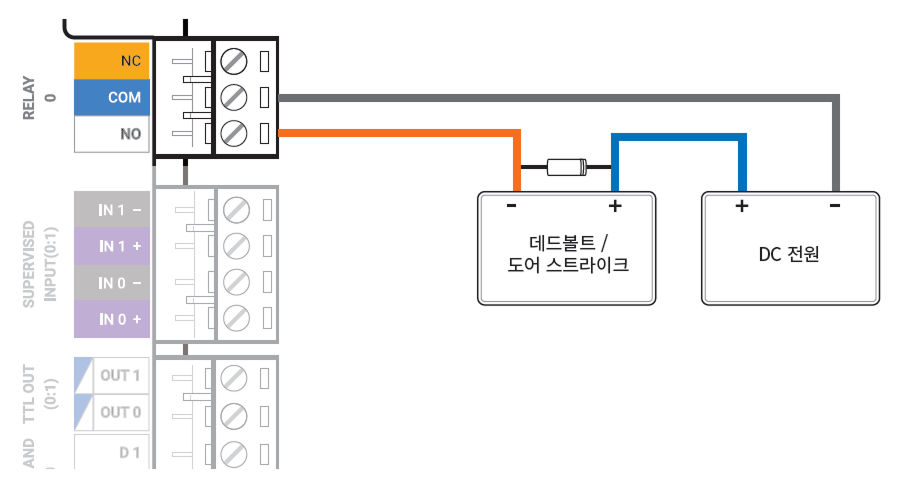 RELAY
0
NC
COM
NO
SUPERVISED
INPUT(0:1)
IN 1 −
IN 1 +
IN 0 −
IN 0 +
TTL OUT
(0:1)
OUT 1
OUT 0
AND
D 1
- +
데드볼트 /
도어 스트라이크
+ -
DC 전원